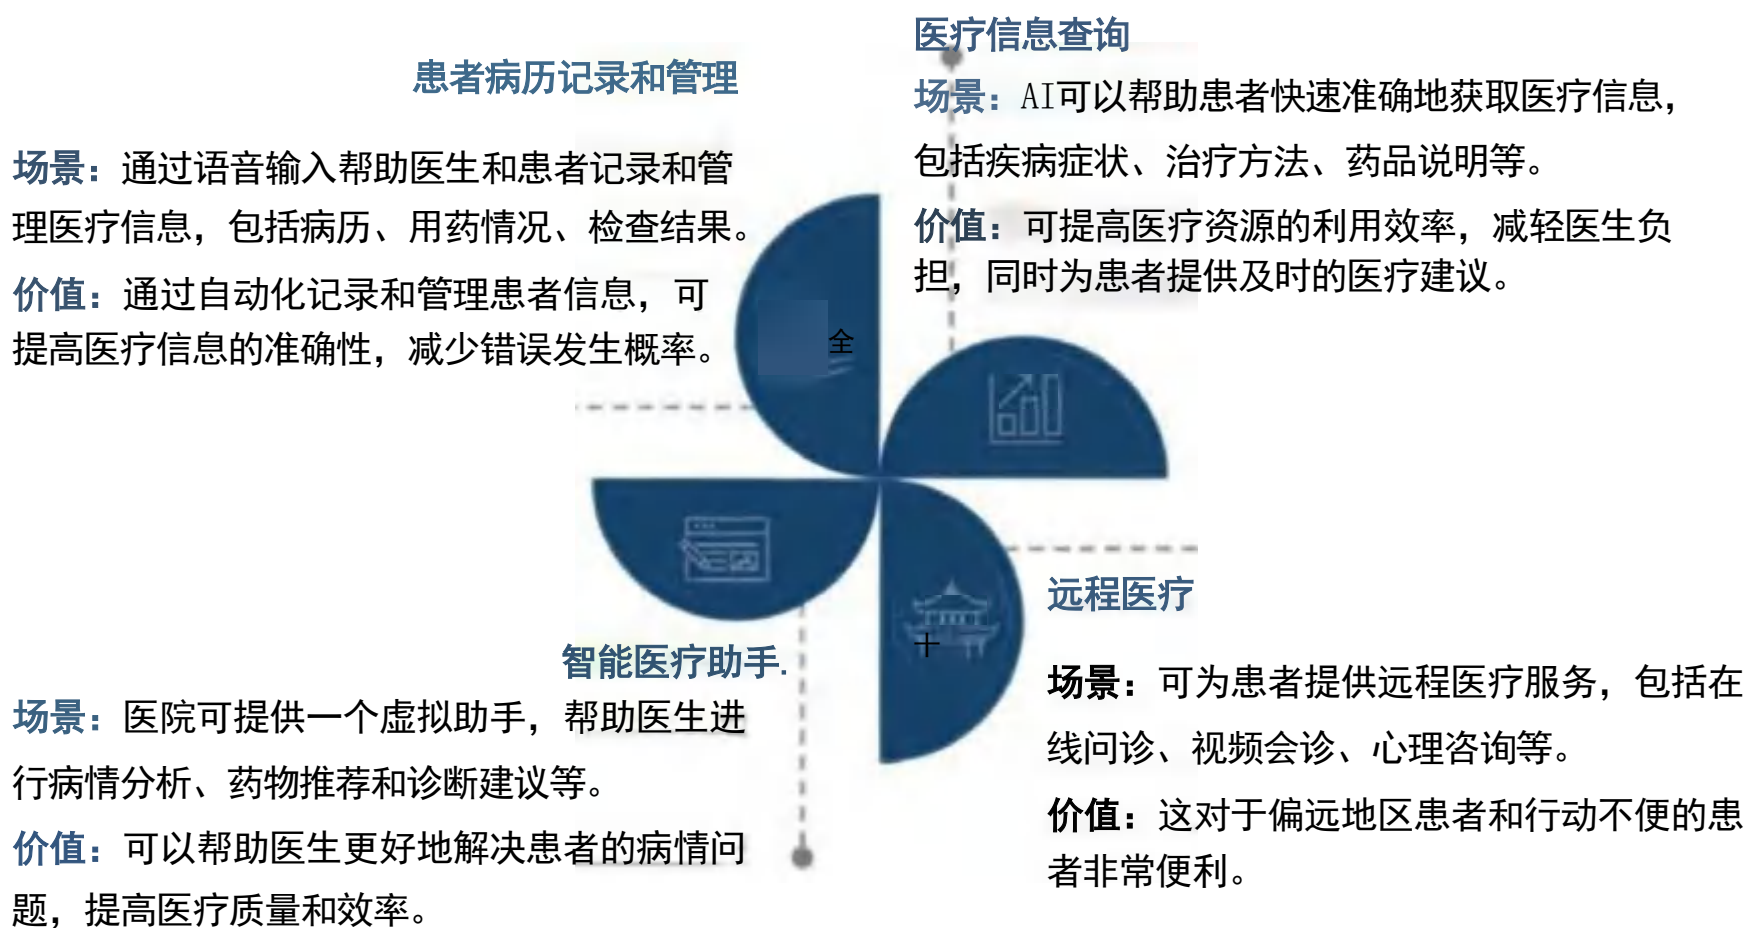 患者病历记录和管理
场景：通过语音输入帮助医生和患者记录和管
理医疗信息，包括病历、用药情况、检查结果。
价值：通过自动化记录和管理患者信息，可
提高医疗信息的准确性，减少错误发生概率。
医疗信息查询
场景：AI可以帮助患者快速准确地获取医疗信息，
包括疾病症状、治疗方法、药品说明等。
价值：可提高医疗资源的利用效率，减轻医生负
担，同时为患者提供及时的医疗建议。
全
十
智能医疗助手.
场景：医院可提供一个虚拟助手，帮助医生进
行病情分析、药物推荐和诊断建议等。
价值：可以帮助医生更好地解决患者的病情问
题，提高医疗质量和效率。
远程医疗
场景：可为患者提供远程医疗服务，包括在
线问诊、视频会诊、心理咨询等。
价值：这对于偏远地区患者和行动不便的患
者非常便利。